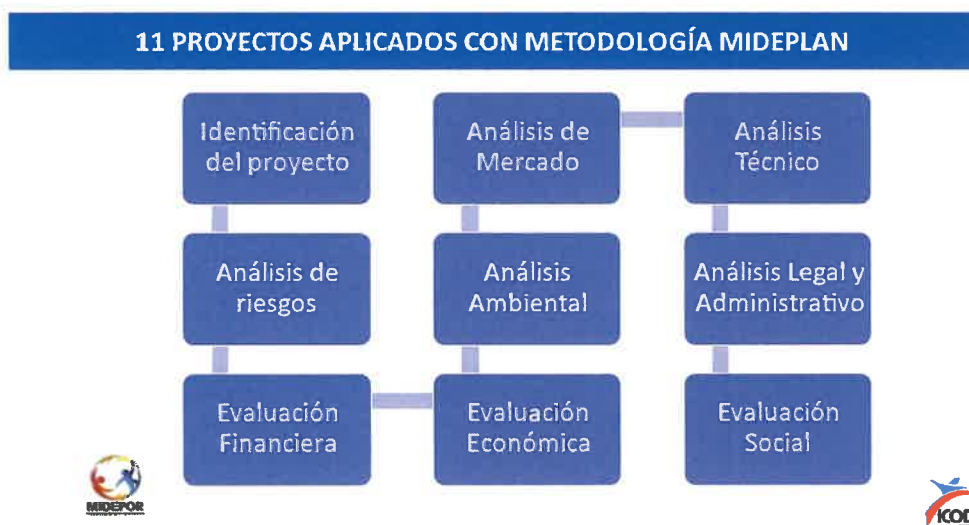 11 PROYECTOS APLICADOS CON METODOLOGÍA MIDEPLAN
Identificación
del proyecto
Análisis de
riesgos
Evaluación
Financiera
Evaluación
Económica
Análisis
Ambiental
Análisis de
Mercado
Análisis
Técnico
Análisis Legal y
Administrativo
Evaluación
Social
MIDEPOR